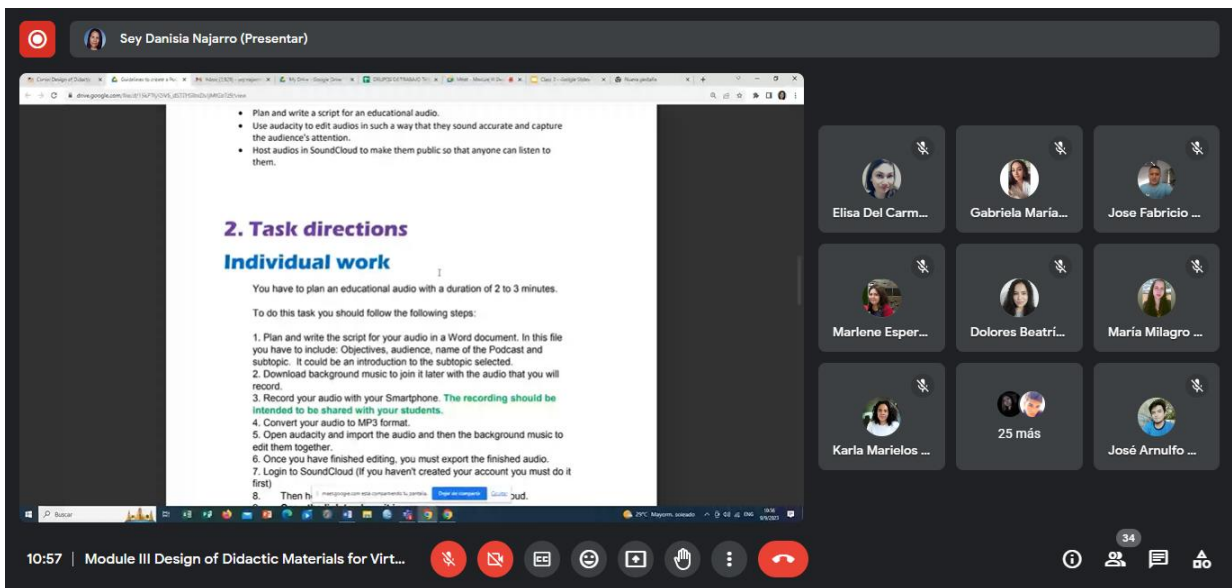 Sey Danisia Najarro (Presentar)
Plan and write a script for an educational audio.
Use audacity to edit audios in such a way that they sound accurate and capture
the audience's attention.
Host audios in SoundCloud to make them public so that anyone can listen to
them.
2. Task directions
Individual work
You have to plan an educational audio with a duration of 2 to 3 minutes.
To do this task you should follow the following steps:
1. Plan and write the script for your audio in a Word document. In this file
you have to include: Objectives, audience, name of the Podcast and
subtopic. It could be an introduction to the subtopic selected.
2. Download background music to join it later with the audio that you will
record.
3. Record your audio with your Smartphone. The recording should be
intended to be shared with your students.
4. Convert your audio to MP3 format.
5. Open audacity and import the audio and then the background music to
edit them together.
6. Once you have finished editing, you must export the finished audio.
7. Login to SoundCloud (If you haven't created your account you must do it
first)
8. Then
Buscar
29°C Mayorm. soleado
ENG
Elisa Del Carm...
Gabriela María...
Jose Fabricio ...
Marlene Esper...
Dolores Beatrí...
María Milagro ...
Karla Marielos ...
25 más
José Arnulfo ...
10:57 | Module III Design of Didactic Materials for Virt...
34